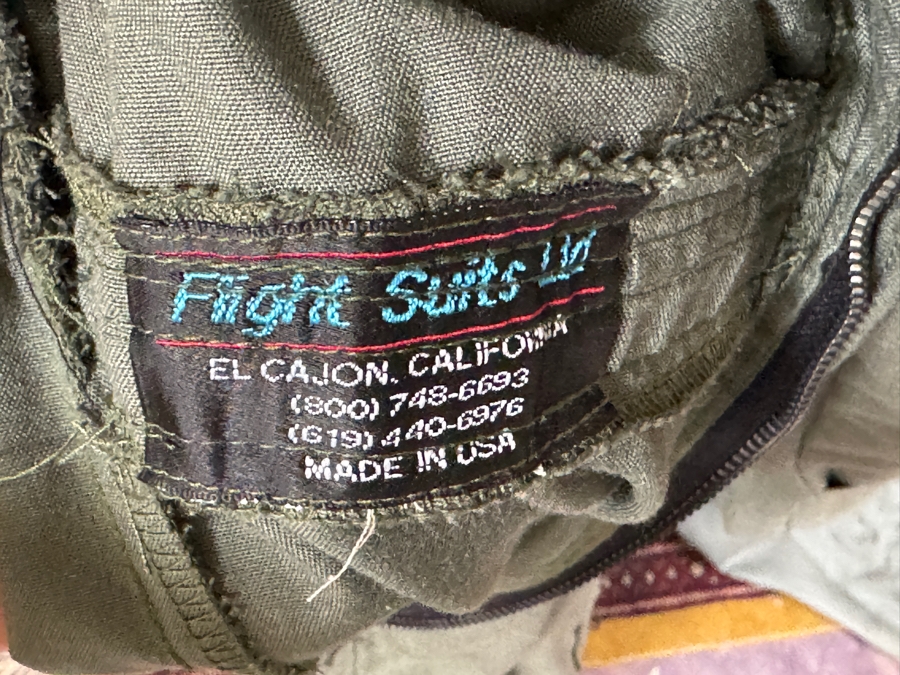 Flight Suits Ltd
EL CAJON, CALIFORNIA
(800) 748-6693
(619) 440-6976
MADE IN USA